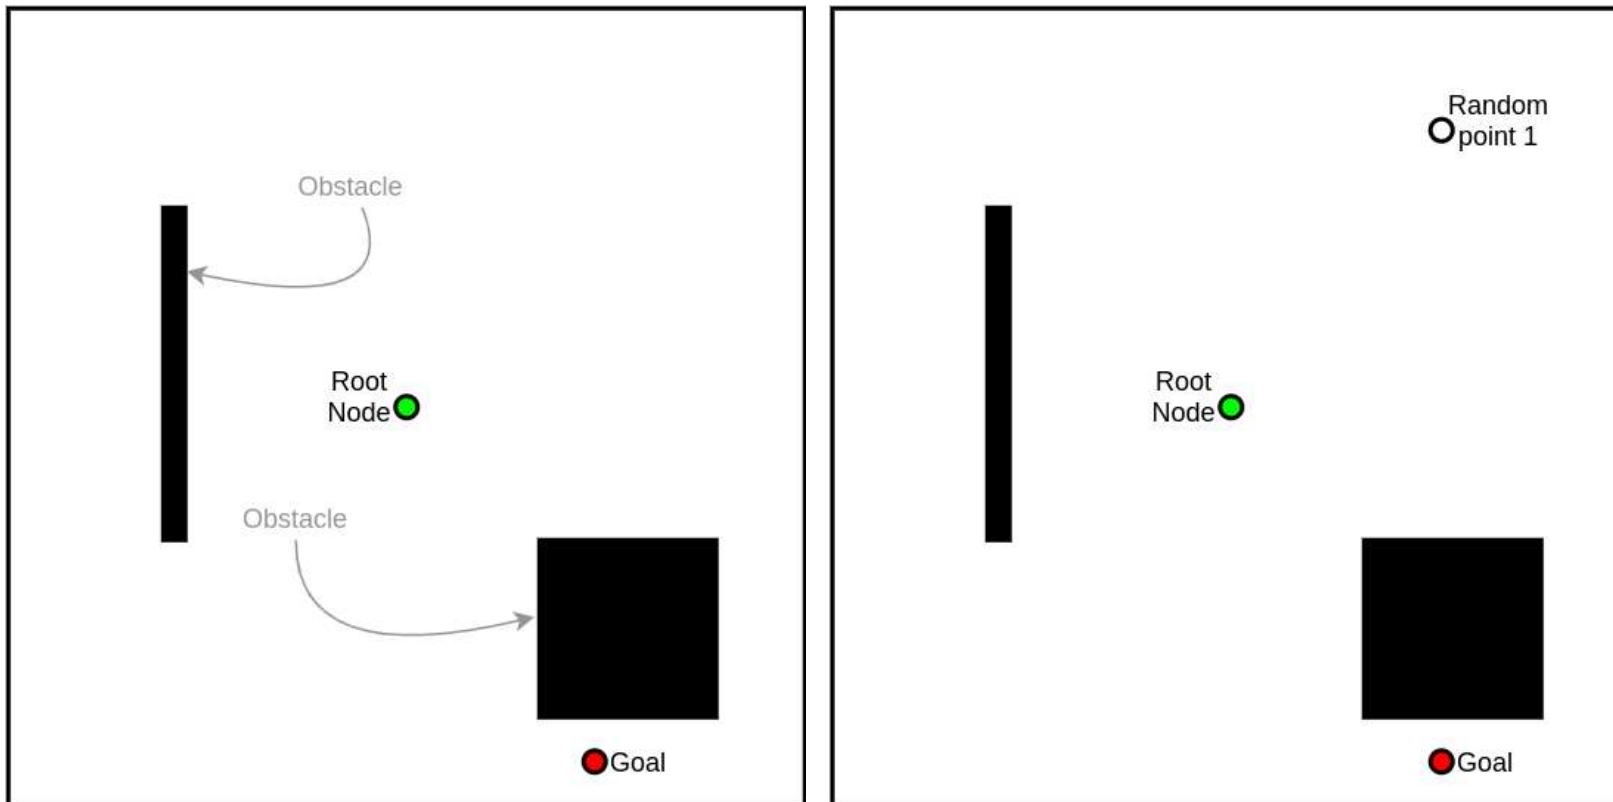 Obstacle
Root
Node
Obstacle
Goal
Random
point 1
Root
Node
Goal